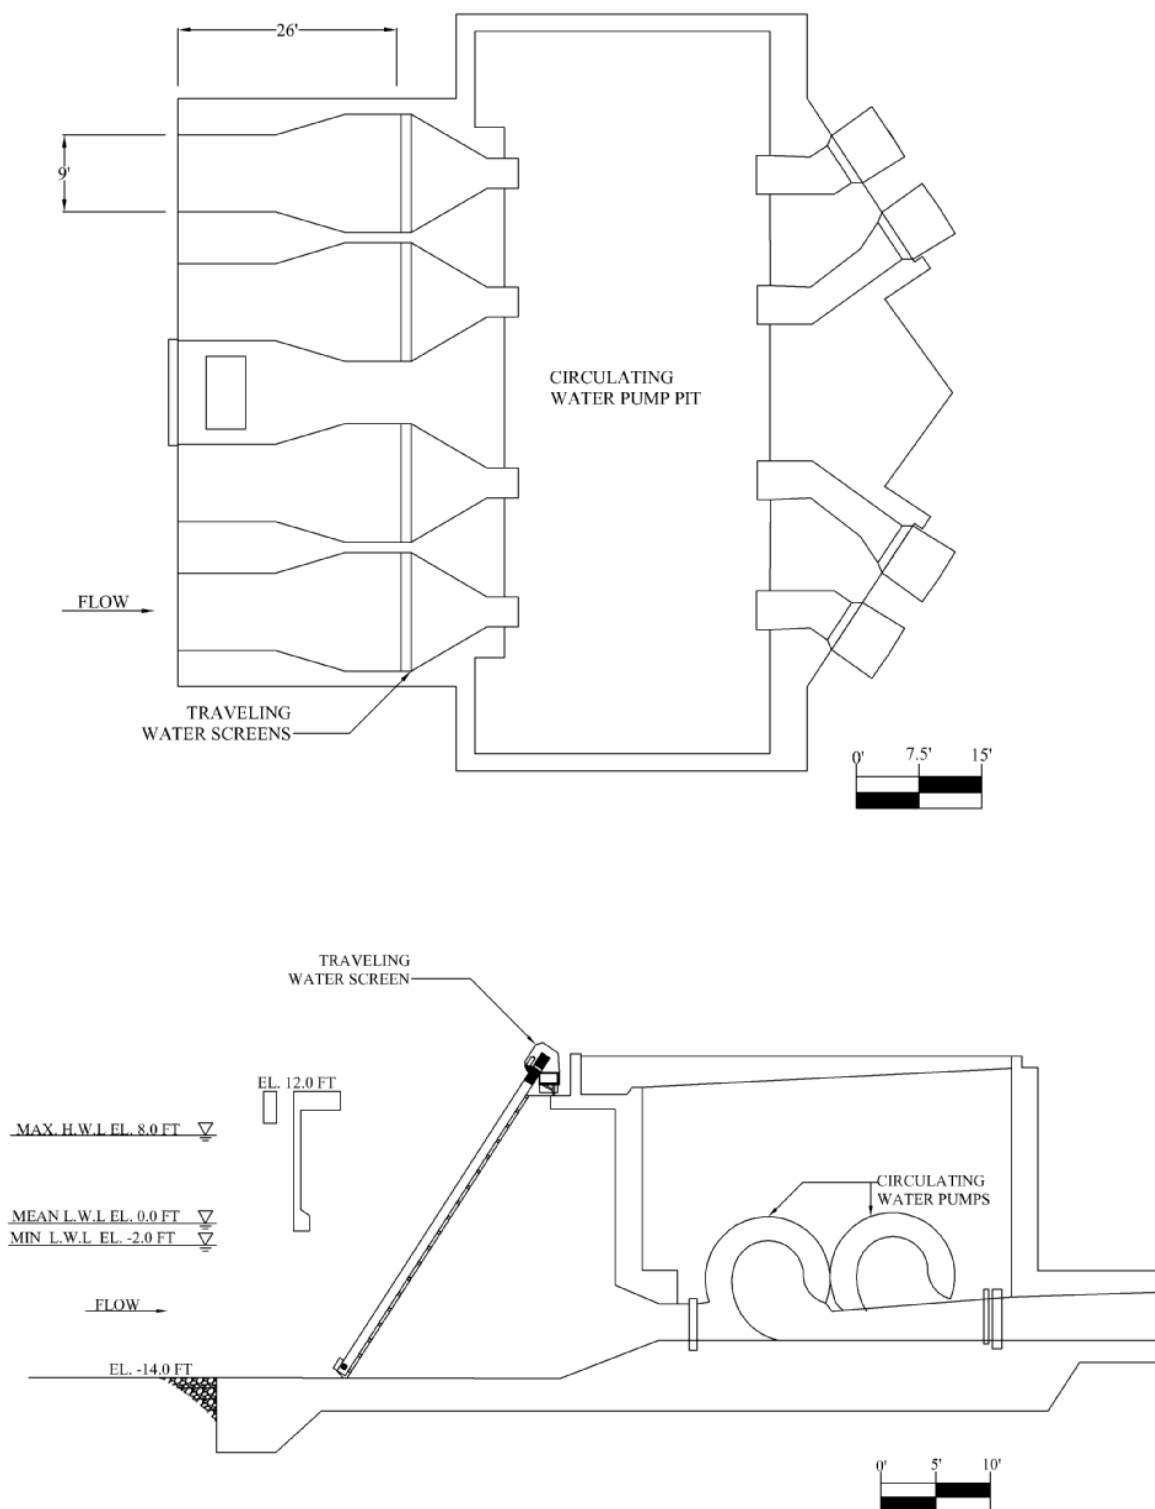 26'
9'
CIRCULATING
WATER PUMP PIT
FLOW
TRAVELING
WATER SCREENS
0' 7.5' 15'
TRAVELING
WATER SCREEN
EL. 12.0 FT
MAX. H.W.L EL. 8.0 FT
CIRCULATING
WATER PUMPS
MEAN L.W.L EL. 0.0 FT
MIN L.W.L EL. -2.0 FT
FLOW
EL. -14.0 FT
0' 5' 10'